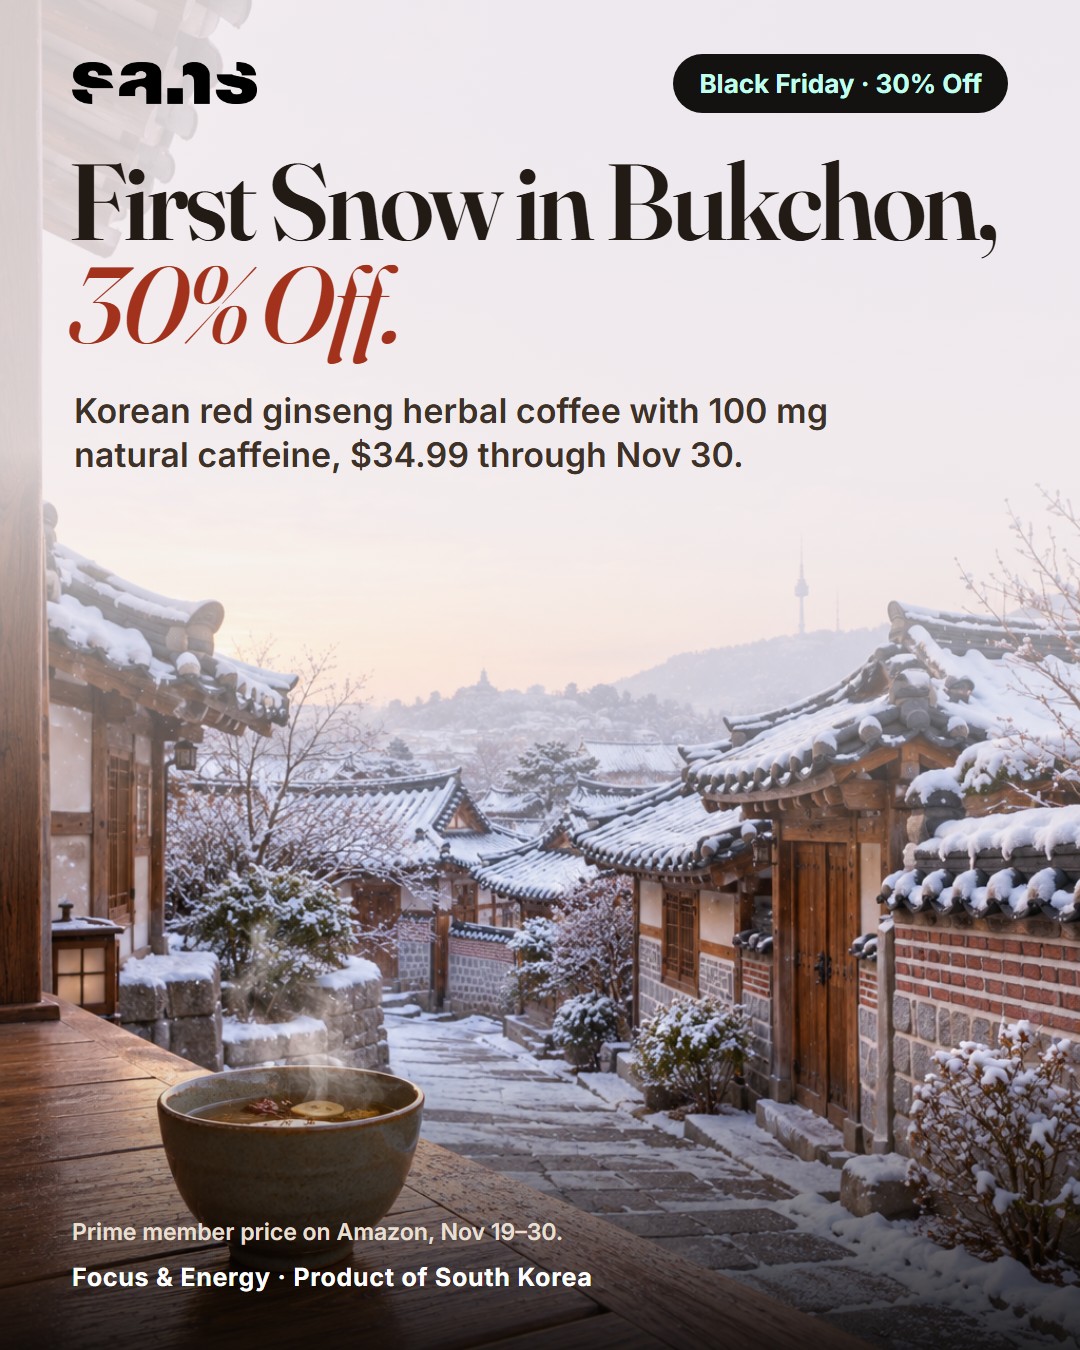 sans
Black Friday · 30% Off
First Snow in Bukchon,
30% Off.
Korean red ginseng herbal coffee with 100 mg
natural caffeine, $34.99 through Nov 30.
Prime member price on Amazon, Nov 19–30.
Focus & Energy · Product of South Korea